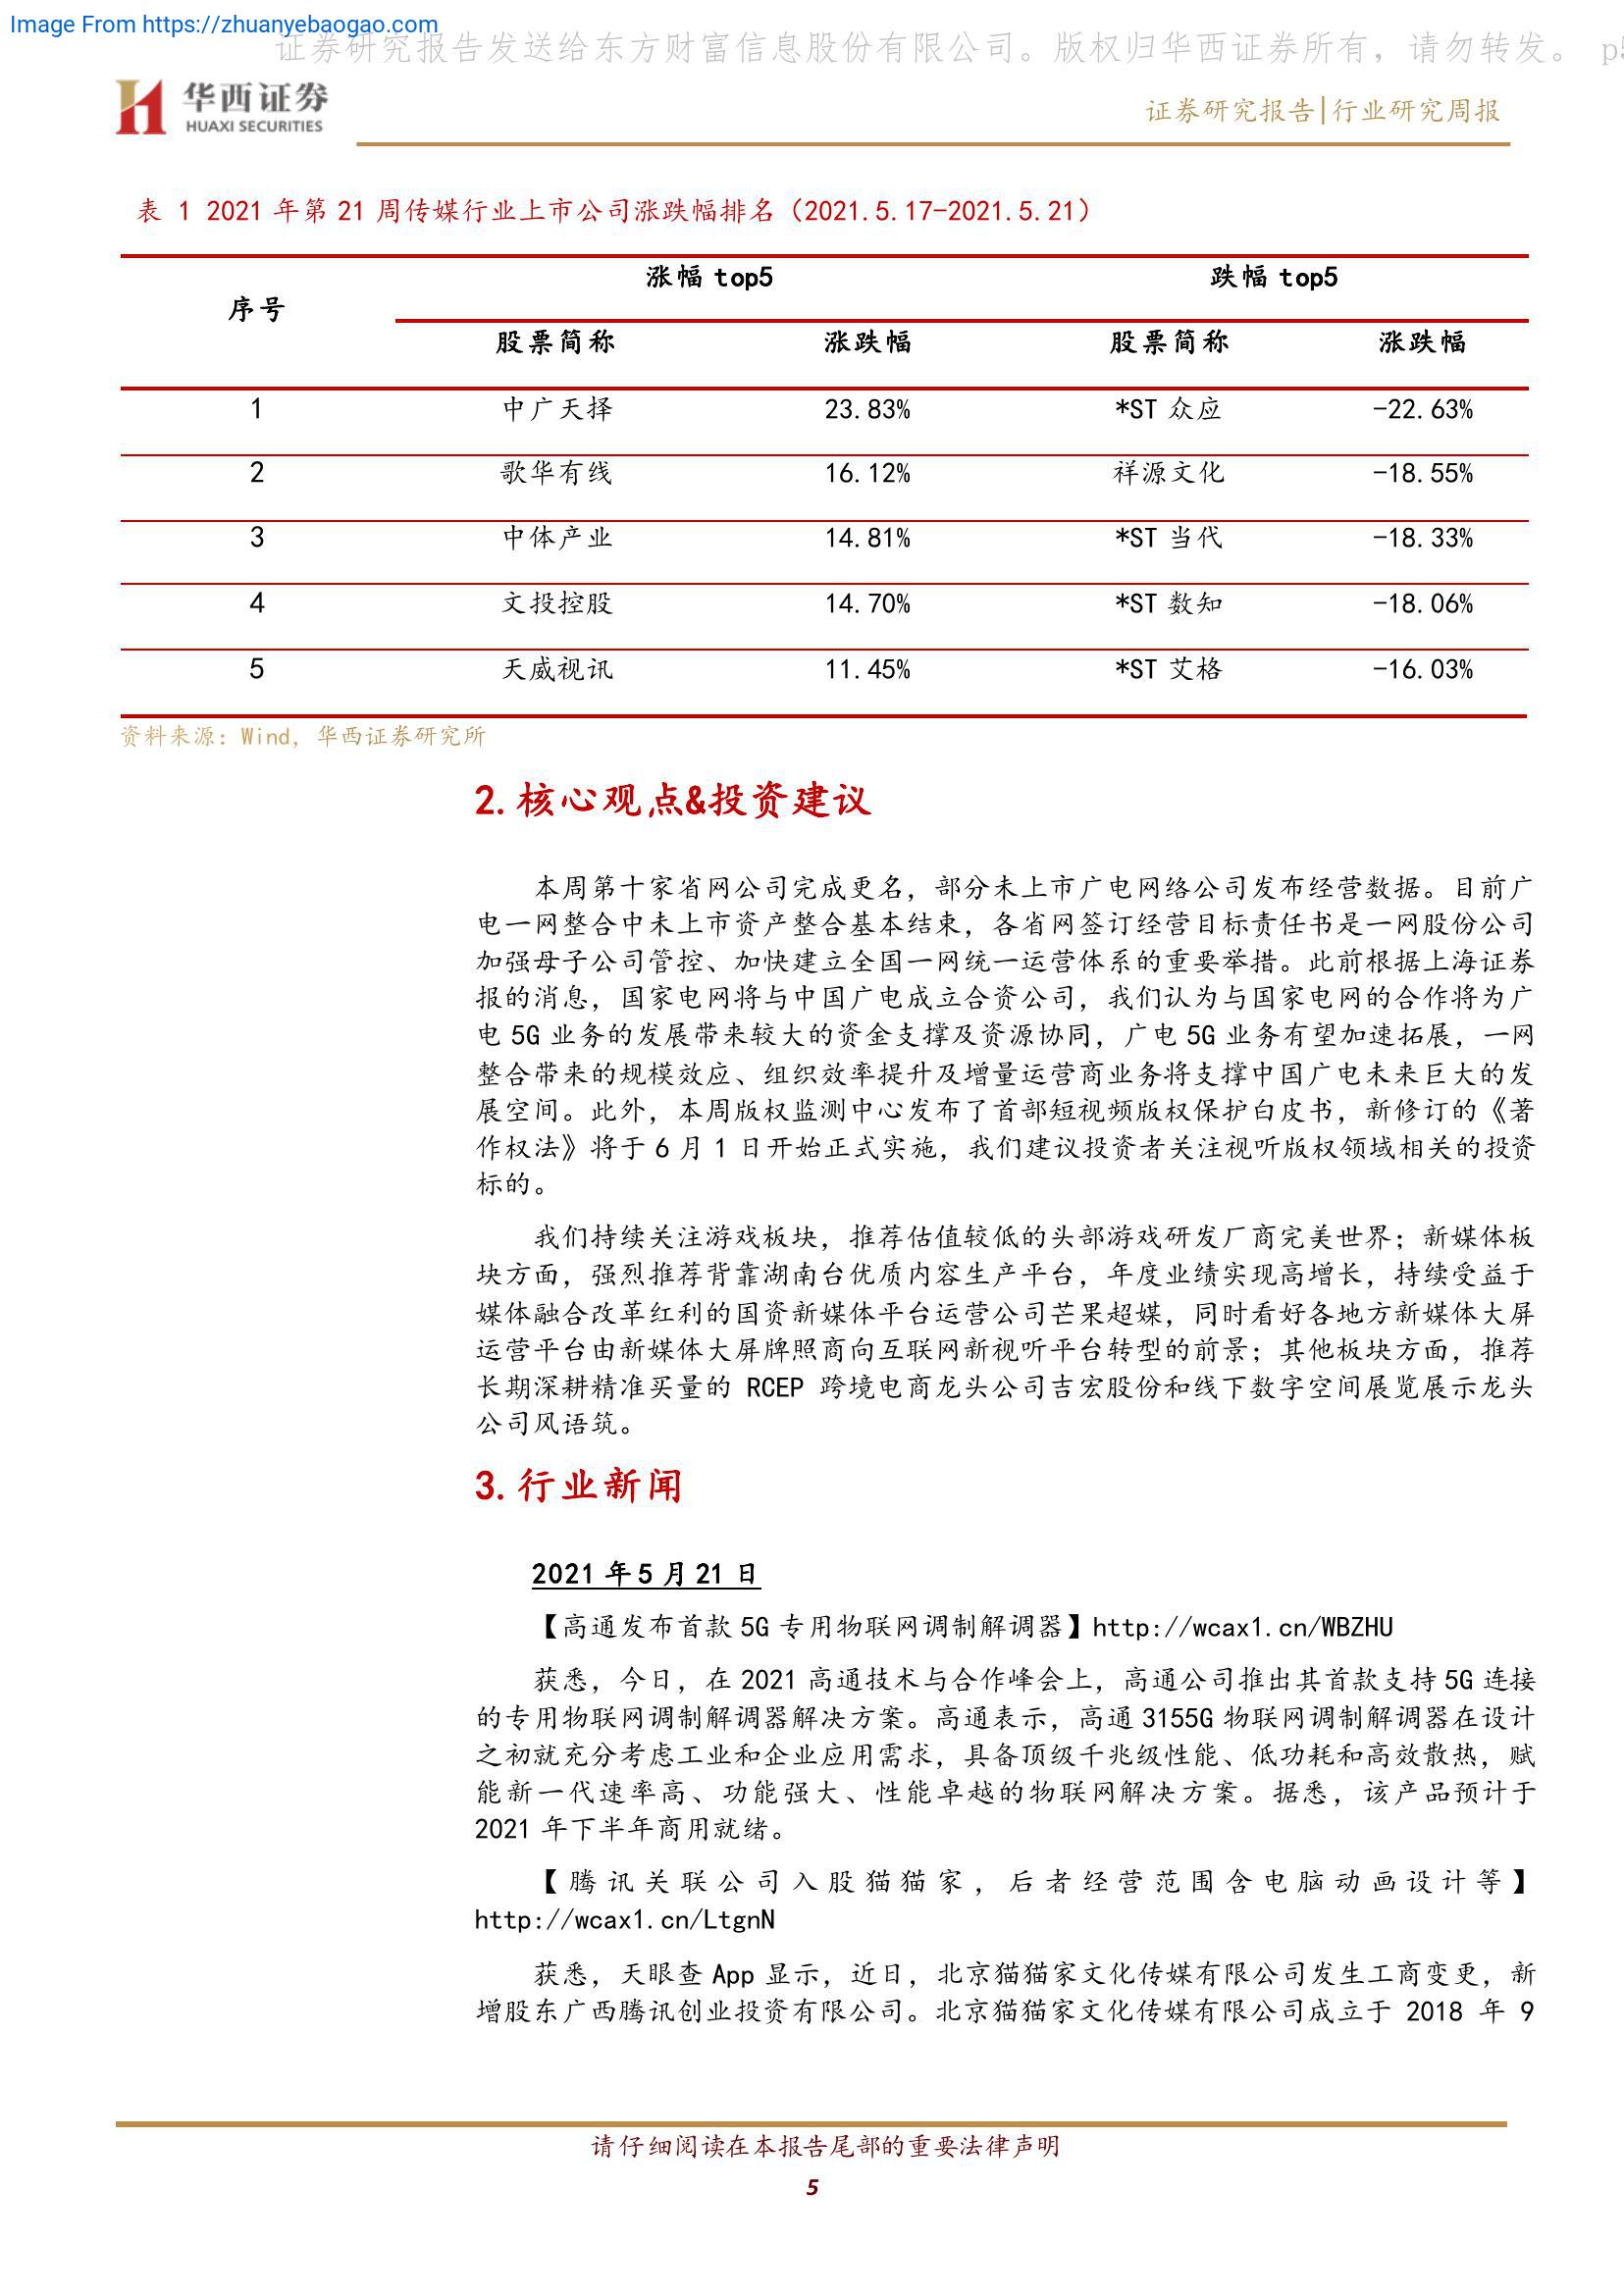 Image From https://zhuanyebaogao.com
证券研究报告发送给东方财富信息股份有限公司。版权归华西证券所有，请勿转发。 p5
华西证券
HUAXI SECURITIES
证券研究报告|行业研究周报
表 1 2021 年第 21 周传媒行业上市公司涨跌幅排名（2021.5.17-2021.5.21）
序号 涨幅 top5 跌幅 top5
股票简称 涨跌幅 股票简称 涨跌幅
1 中广天择 23.83% *ST 众应 -22.63%
2 歌华有线 16.12% 祥源文化 -18.55%
3 中体产业 14.81% *ST 当代 -18.33%
4 文投控股 14.70% *ST 数知 -18.06%
5 天威视讯 11.45% *ST 艾格 -16.03%
资料来源：Wind，华西证券研究所
2.核心观点&投资建议
本周第十家省网公司完成更名，部分未上市广电网络公司发布经营数据。目前广
电一网整合中未上市资产整合基本结束，各省网签订经营目标责任书是一网股份公司
加强母子公司管控、加快建立全国一网统一运营体系的重要举措。此前根据上海证券
报的消息，国家电网将与中国广电成立合资公司，我们认为与国家电网的合作将为广
电 5G 业务的发展带来较大的资金支撑及资源协同，广电 5G 业务有望加速拓展，一网
整合带来的规模效应、组织效率提升及增量运营商业务将支撑中国广电未来巨大的发
展空间。此外，本周版权监测中心发布了首部短视频版权保护白皮书，新修订的《著
作权法》将于 6 月 1 日开始正式实施，我们建议投资者关注视听版权领域相关的投资
标的。
我们持续关注游戏板块，推荐估值较低的头部游戏研发厂商完美世界；新媒体板
块方面，强烈推荐背靠湖南台优质内容生产平台，年度业绩实现高增长，持续受益于
媒体融合改革红利的国资新媒体平台运营公司芒果超媒，同时看好各地方新媒体大屏
运营平台由新媒体大屏牌照商向互联网新视听平台转型的前景；其他板块方面，推荐
长期深耕精准买量的 RCEP 跨境电商龙头公司吉宏股份和线下数字空间展览展示龙头
公司风语筑。
3.行业新闻
2021 年 5 月 21 日
【高通发布首款 5G 专用物联网调制解调器】http://wcax1.cn/WBZHU
获悉，今日，在 2021 高通技术与合作峰会上，高通公司推出其首款支持 5G 连接
的专用物联网调制解调器解决方案。高通表示，高通 3155G 物联网调制解调器在设计
之初就充分考虑工业和企业应用需求，具备顶级千兆级性能、低功耗和高效散热，赋
能新一代速率高、功能强大、性能卓越的物联网解决方案。据悉，该产品预计于
2021 年下半年商用就绪。
【腾讯关联公司入股猫猫家，后者经营范围含电脑动画设计等】
http://wcax1.cn/LtgnN
获悉，天眼查 App 显示，近日，北京猫猫家文化传媒有限公司发生工商变更，新
增股东广西腾讯创业投资有限公司。北京猫猫家文化传媒有限公司成立于 2018 年 9
请仔细阅读在本报告尾部的重要法律声明
5